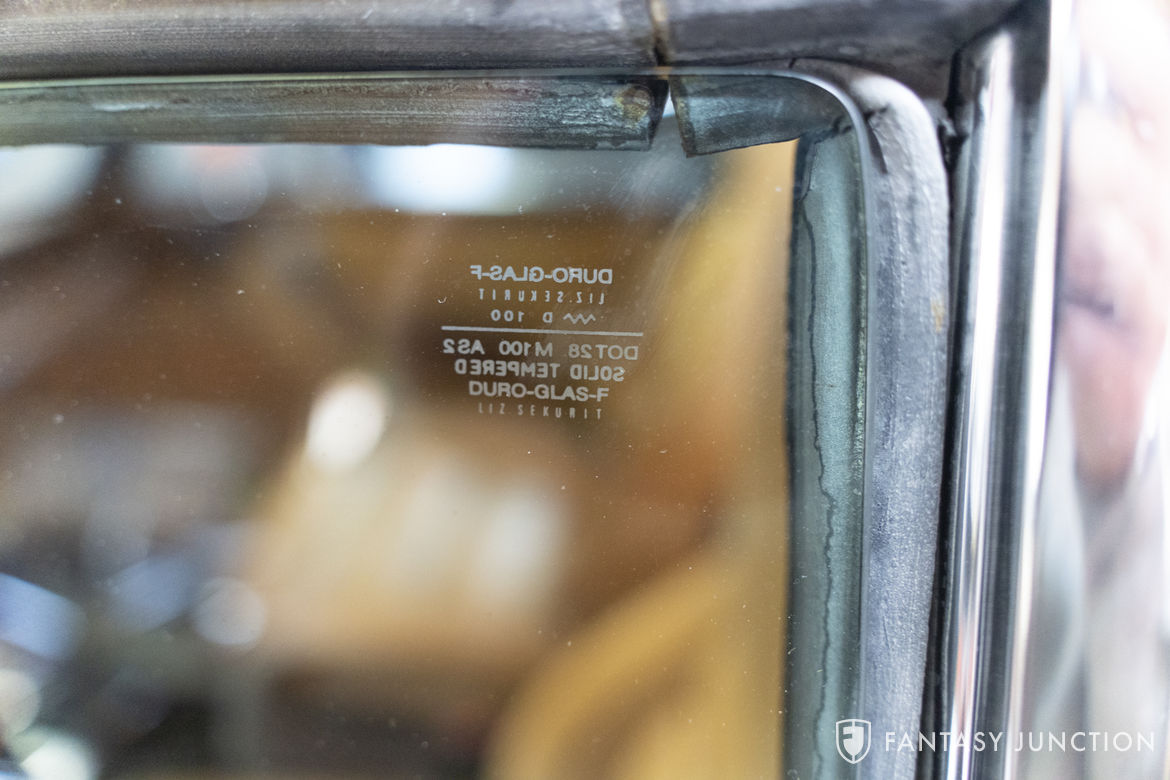 DURO-GLAS-F
LIZ.SEKURIT
D 100
DOT28 M100 AS2
SOLID TEMPERED
DURO-GLAS-F
LIZ SEKURIT
FANTASY JUNCTION